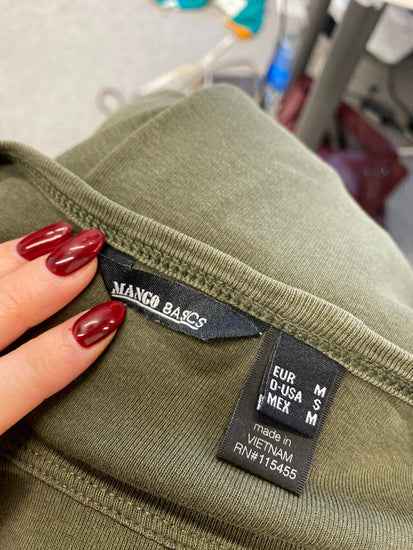 MANGO BASICS
EUR M
D-USA S
MEX M
made in
VIETNAM
RN#115455